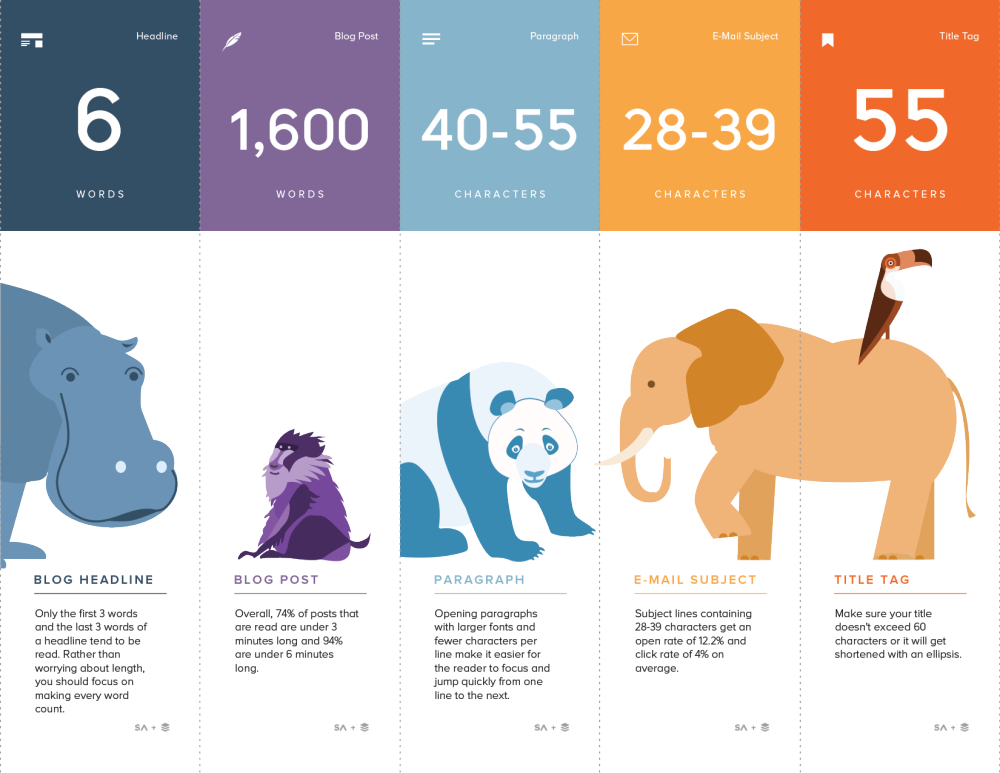 Headline
6
WORDS
BLOG HEADLINE
Only the first 3 words
and the last 3 words of
a headline tend to be
read. Rather than
worrying about length,
you should focus on
making every word
count.
SA +
Blog Post
1,600
WORDS
BLOG POST
Overall, 74% of posts that
are read are under 3
minutes long and 94%
are under 6 minutes
long.
SA +
Paragraph
40-55
CHARACTERS
PARAGRAPH
Opening paragraphs
with larger fonts and
fewer characters per
line make it easier for
the reader to focus and
jump quickly from one
line to the next.
SA +
E-Mail Subject
28-39
CHARACTERS
E-MAIL SUBJECT
Subject lines containing
28-39 characters get an
open rate of 12.2% and
click rate of 4% on
average.
SA +
Title Tag
55
CHARACTERS
TITLE TAG
Make sure your title
doesn't exceed 60
characters or it will get
shortened with an ellipsis.
SA +